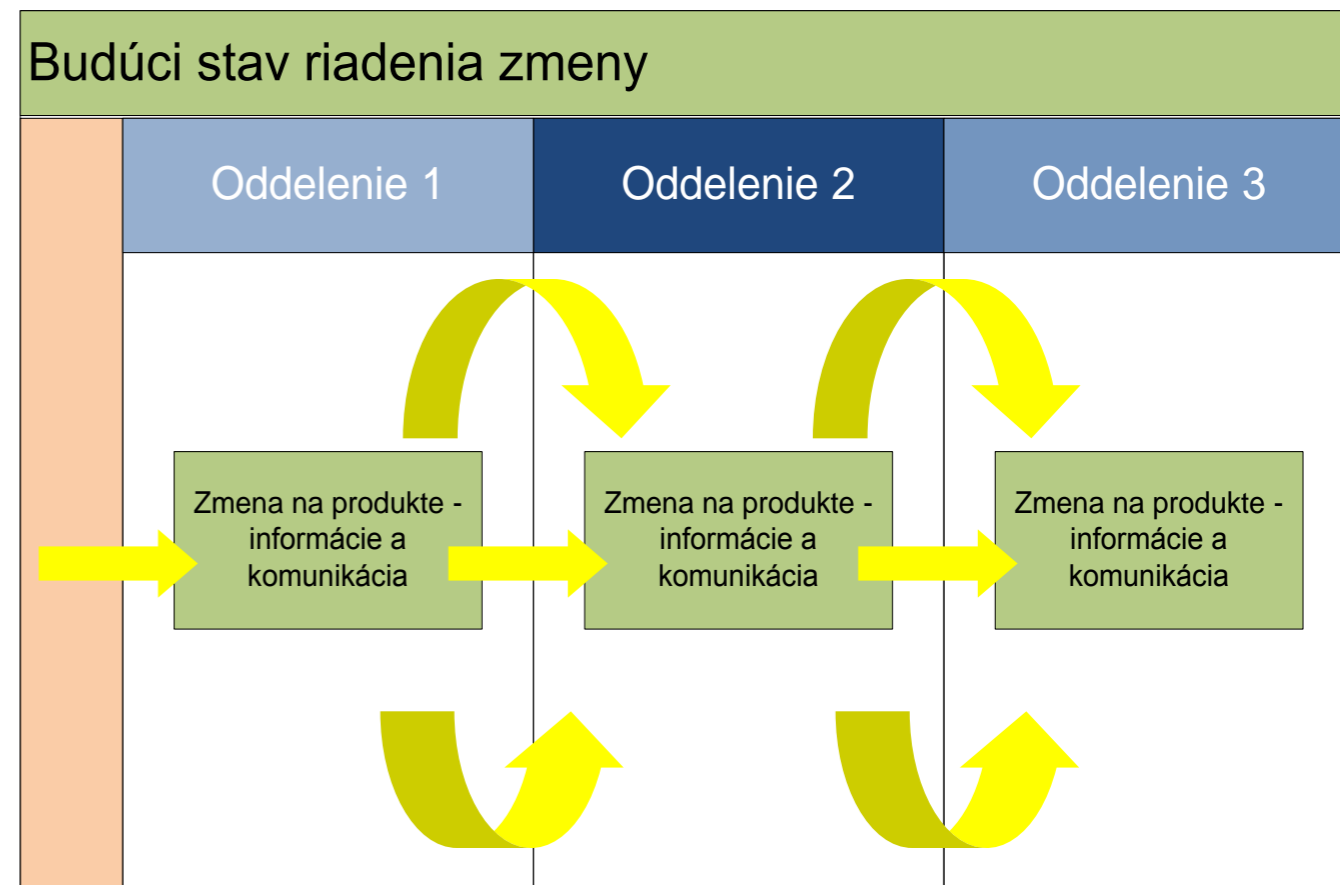 Budúci stav riadenia zmeny
Oddelenie 1
Oddelenie 2
Oddelenie 3
Zmena na produkte -
informácie a
komunikácia
Zmena na produkte -
informácie a
komunikácia
Zmena na produkte -
informácie a
komunikácia